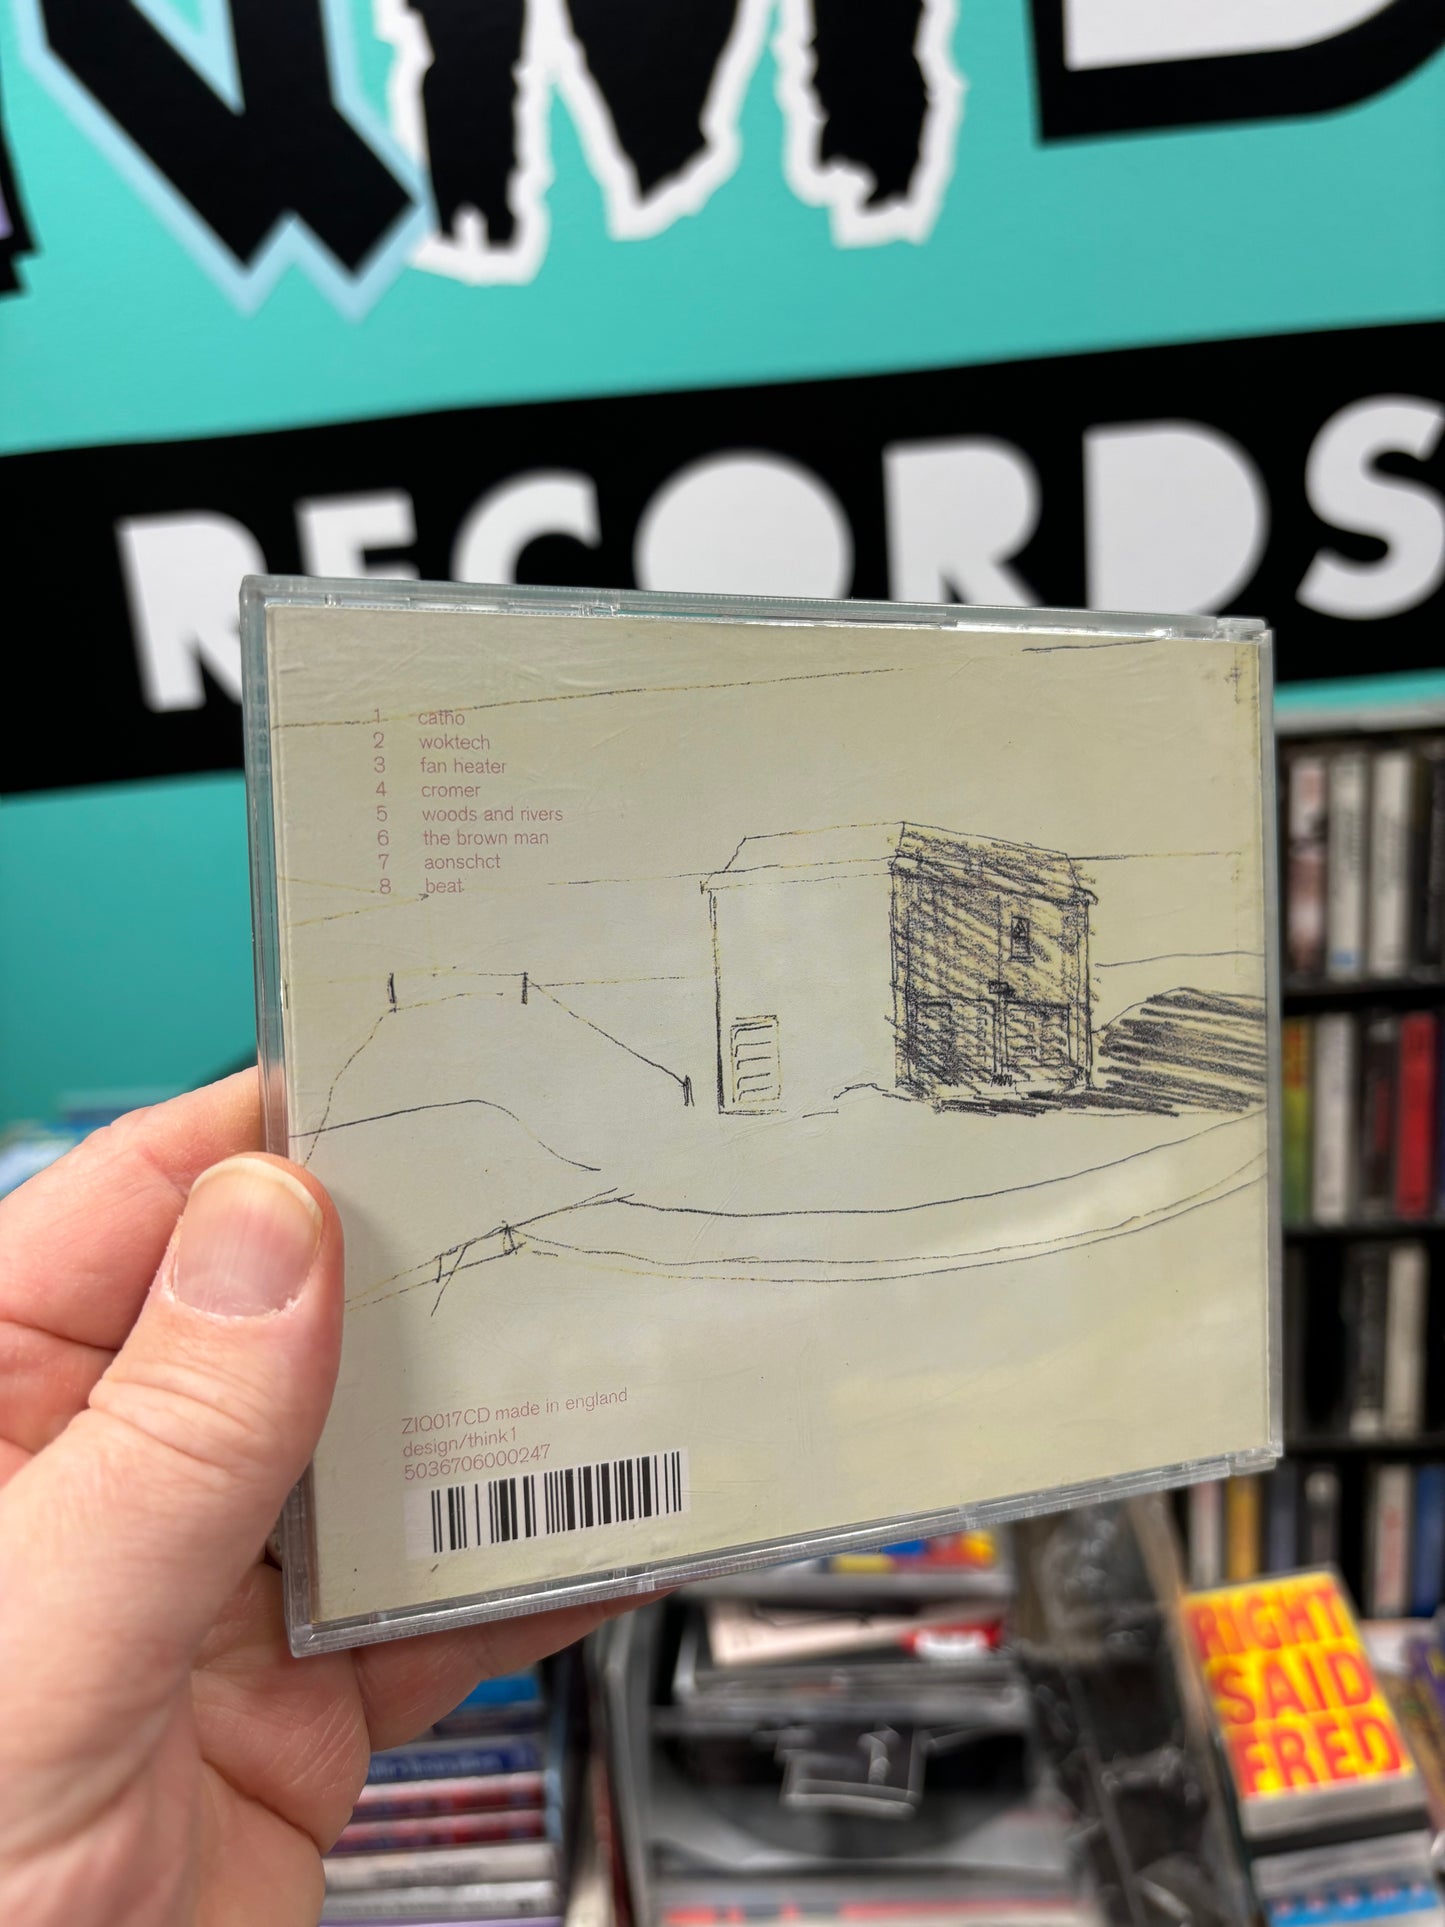 RECORDS
1 catho
2 woktech
3 fan heater
4 cromer
5 woods and rivers
6 the brown man
7 aonschct
8 beat
ZIQ017CD made in england
design/think1
5036706000247
RIGHT
SAID
FRED